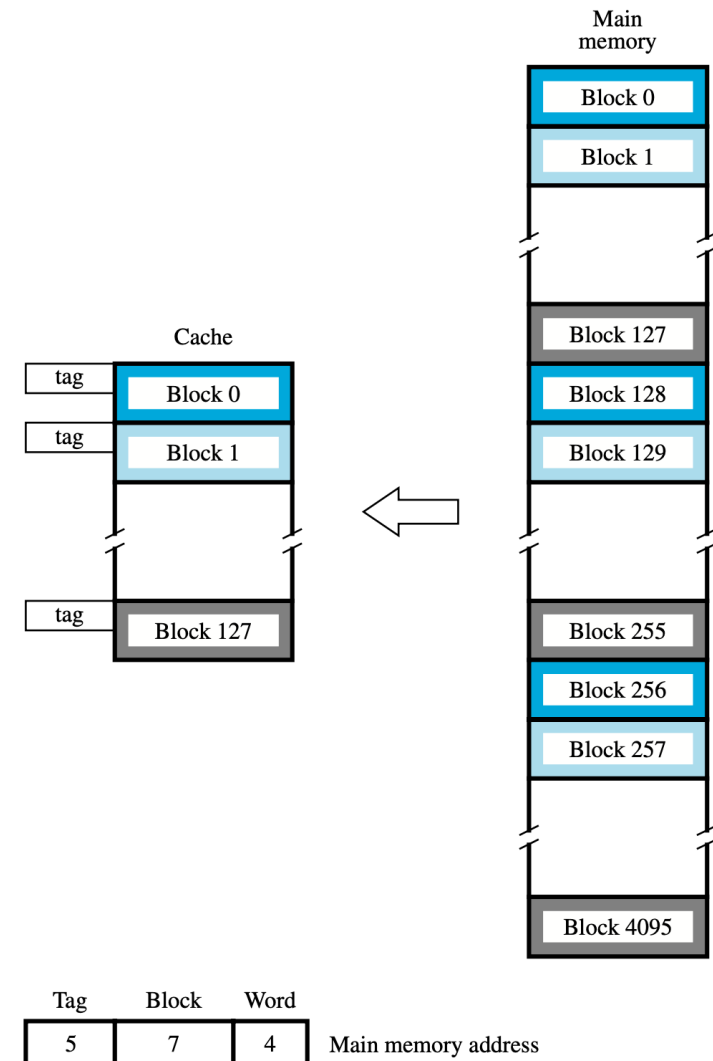 Main
memory
Block 0
Block 1
Block 127
Block 128
Block 129
Block 255
Block 256
Block 257
Block 4095
Cache
tag
Block 0
tag
Block 1
tag
Block 127
Tag Block Word
5 7 4 Main memory address